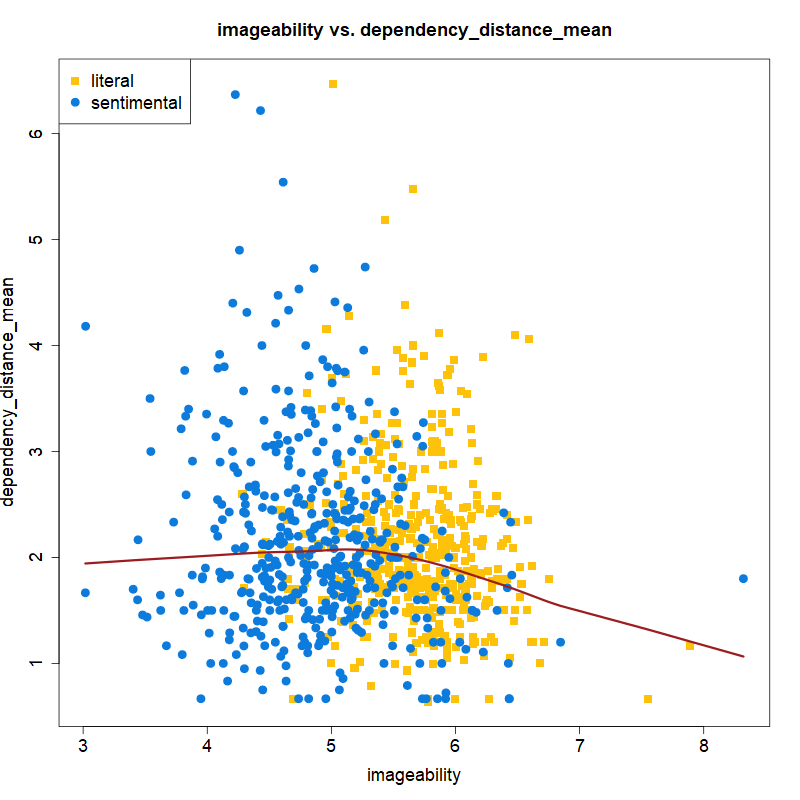 imageability vs. dependency_distance_mean
literal
sentimental
dependency_distance_mean
6
5
4
3
2
1
3 4 5 6 7 8
imageability